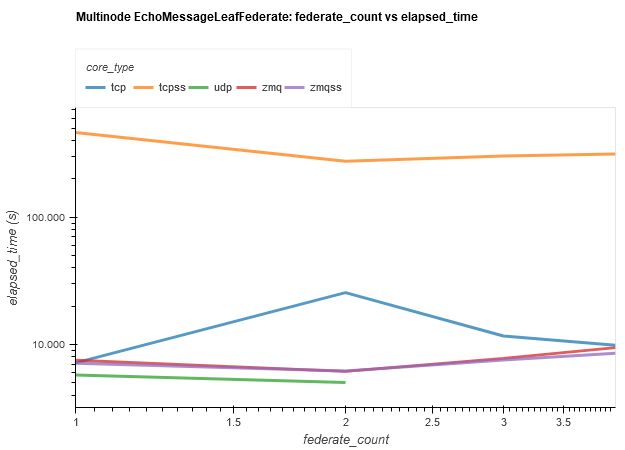 Multinode EchoMessageLeafFederate: federate_count vs elapsed_time
core_type
tcp tcpss udp zmq zmqss
elapsed_time (s)
100.000
10.000
1 1.5 2 2.5 3 3.5
federate_count